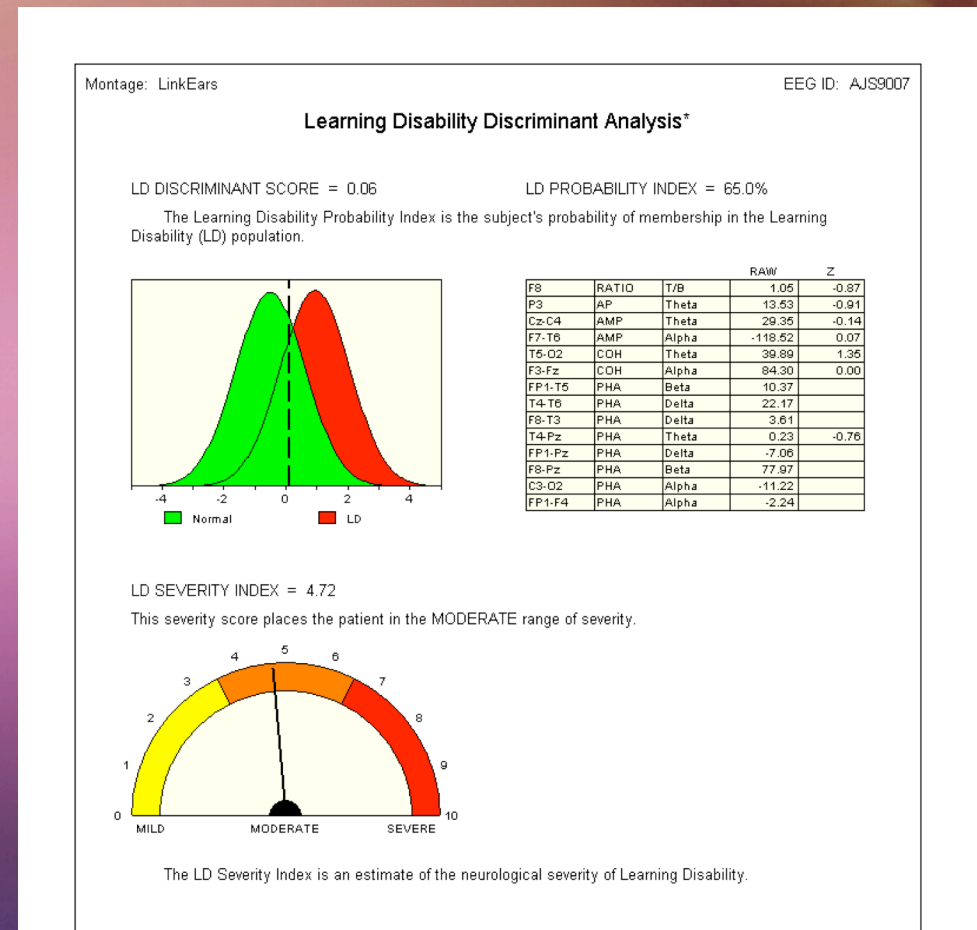 Montage: LinkEars EEG ID: AJS9007
Learning Disability Discriminant Analysis*
LD DISCRIMINANT SCORE = 0.06 LD PROBABILITY INDEX = 65.0%
The Learning Disability Probability Index is the subject's probability of membership in the Learning
Disability (LD) population.
RAW Z
F8 RATIO T/B 1.05 -0.87
P3 AP Theta 13.53 -0.91
Cz-C4 AMP Theta 29.35 -0.14
F7-T6 AMP Alpha -118.52 0.07
T5-O2 COH Theta 39.89 1.35
F3-Fz COH Alpha 84.30 0.00
FP1-T5 PHA Beta 10.37
T4-T6 PHA Delta 22.17
F8-T3 PHA Delta 3.61
T4-Pz PHA Theta 0.23 -0.76
FP1-Pz PHA Delta -7.06
F8-Pz PHA Beta 77.97
C3-O2 PHA Alpha -11.22
FP1-F4 PHA Alpha -2.24
-4 -2 0 2 4
Normal LD
LD SEVERITY INDEX = 4.72
This severity score places the patient in the MODERATE range of severity.
0 1 2 3 4 5 6 7 8 9 10
MILD MODERATE SEVERE
The LD Severity Index is an estimate of the neurological severity of Learning Disability.